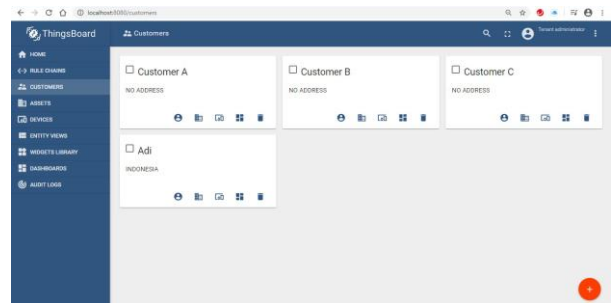 localhost:8080/customers
ThingsBoard
Customers
Tenant administrator
HOME
RULE CHAINS
CUSTOMERS
ASSETS
DEVICES
ENTITY VIEWS
WIDGETS LIBRARY
DASHBOARDS
AUDIT LOGS
Customer A
NO ADDRESS
Customer B
NO ADDRESS
Customer C
NO ADDRESS
Adi
INDONESIA